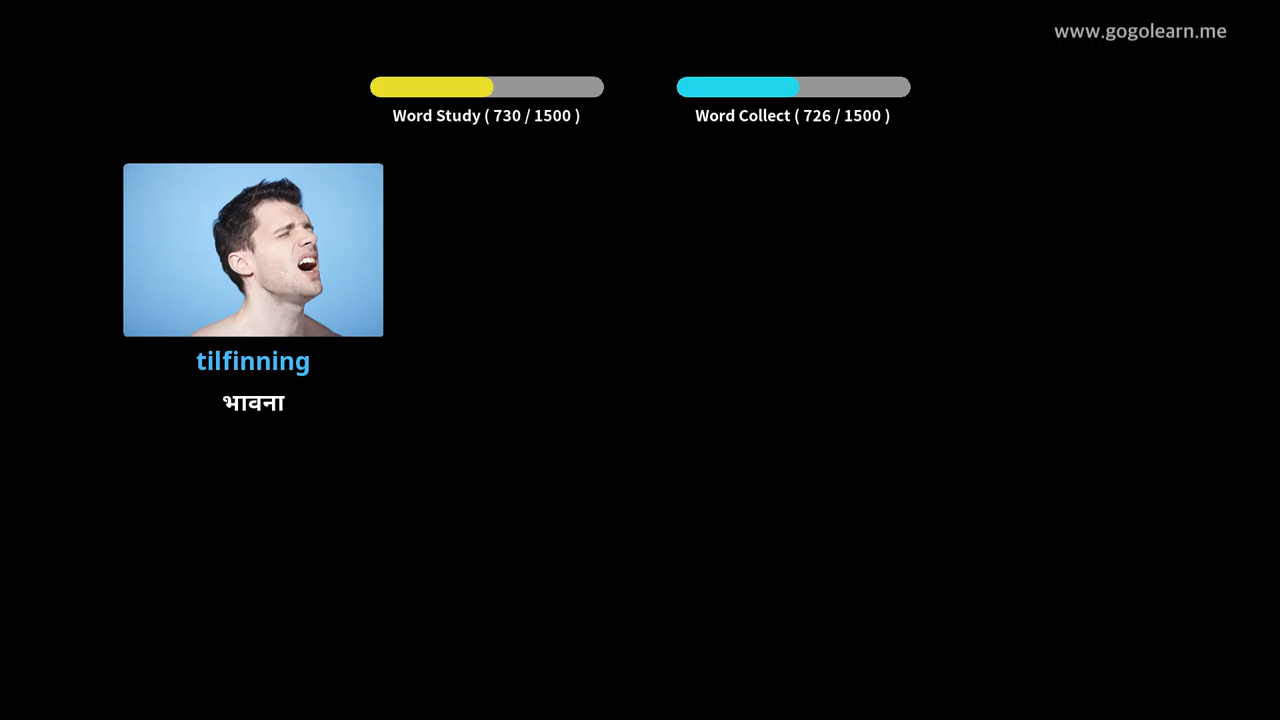 www.gogolearn.me
Word Study ( 730 / 1500 )
Word Collect ( 726 / 1500 )
tilfinning
भावना